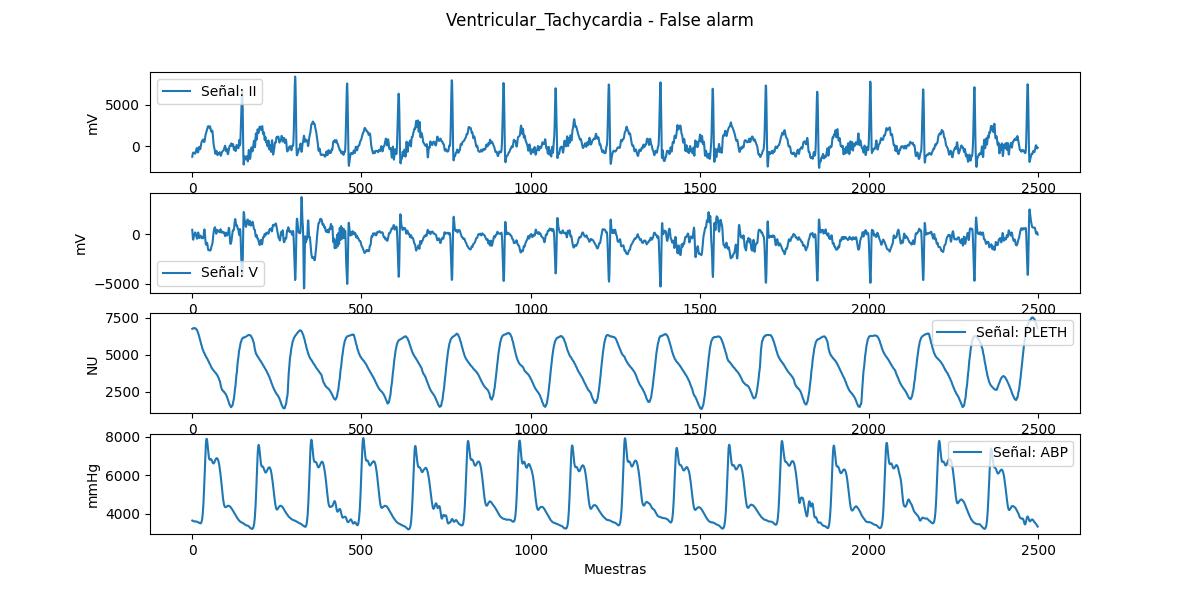 Ventricular_Tachycardia - False alarm
mV
5000
0
Señal: II
0 500 1000 1500 2000 2500
mV
0
−5000
Señal: V
0 500 1000 1500 2000 2500
NU
7500
5000
2500
Señal: PLETH
0 500 1000 1500 2000 2500
mmHg
8000
6000
4000
Señal: ABP
0 500 1000 1500 2000 2500
Muestras